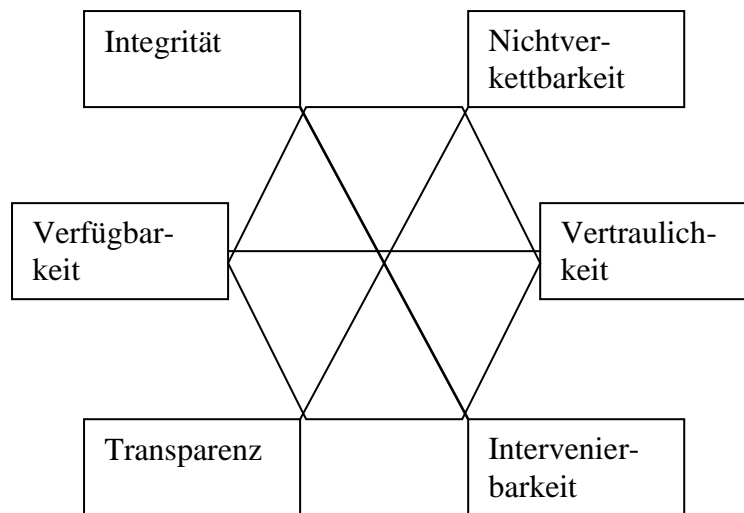 Integrität
Nichtver-
kettbarkeit
Verfügbar-
keit
Vertraulich-
keit
Transparenz
Intervenier-
barkeit